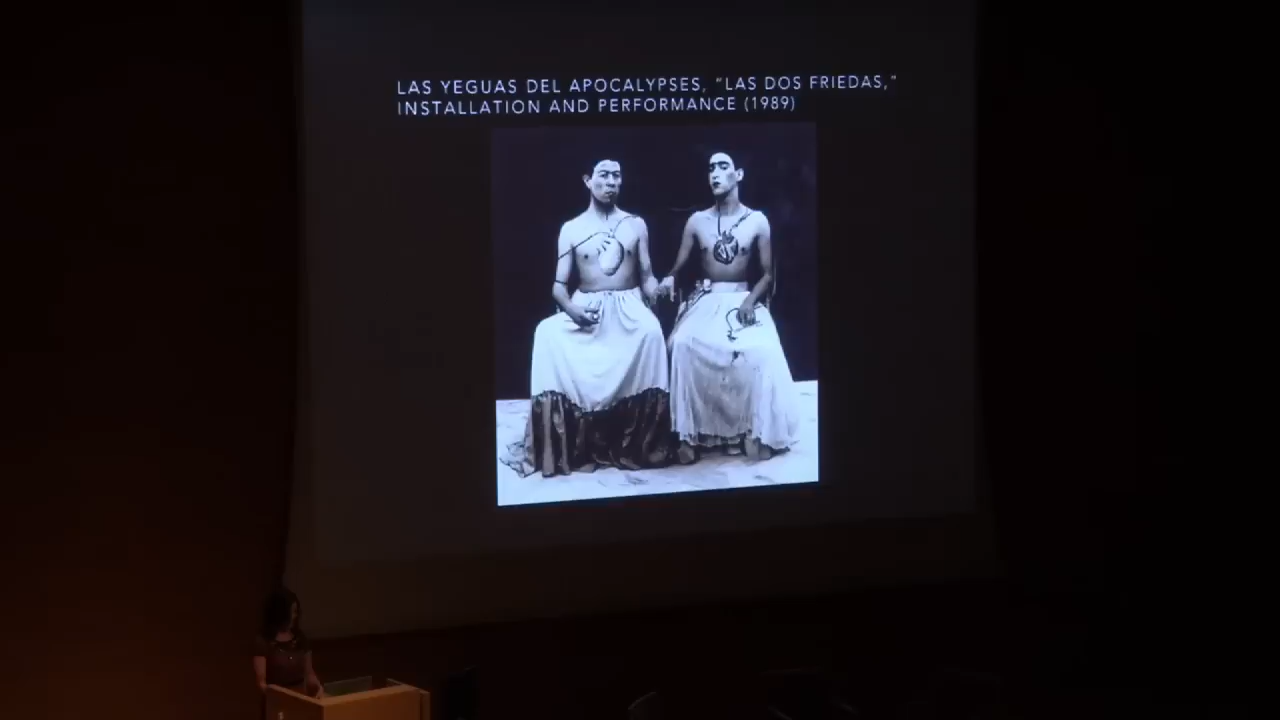 LAS YEGUAS DEL APOCALYPSES, “LAS DOS FRIEDAS,”
INSTALLATION AND PERFORMANCE (1989)